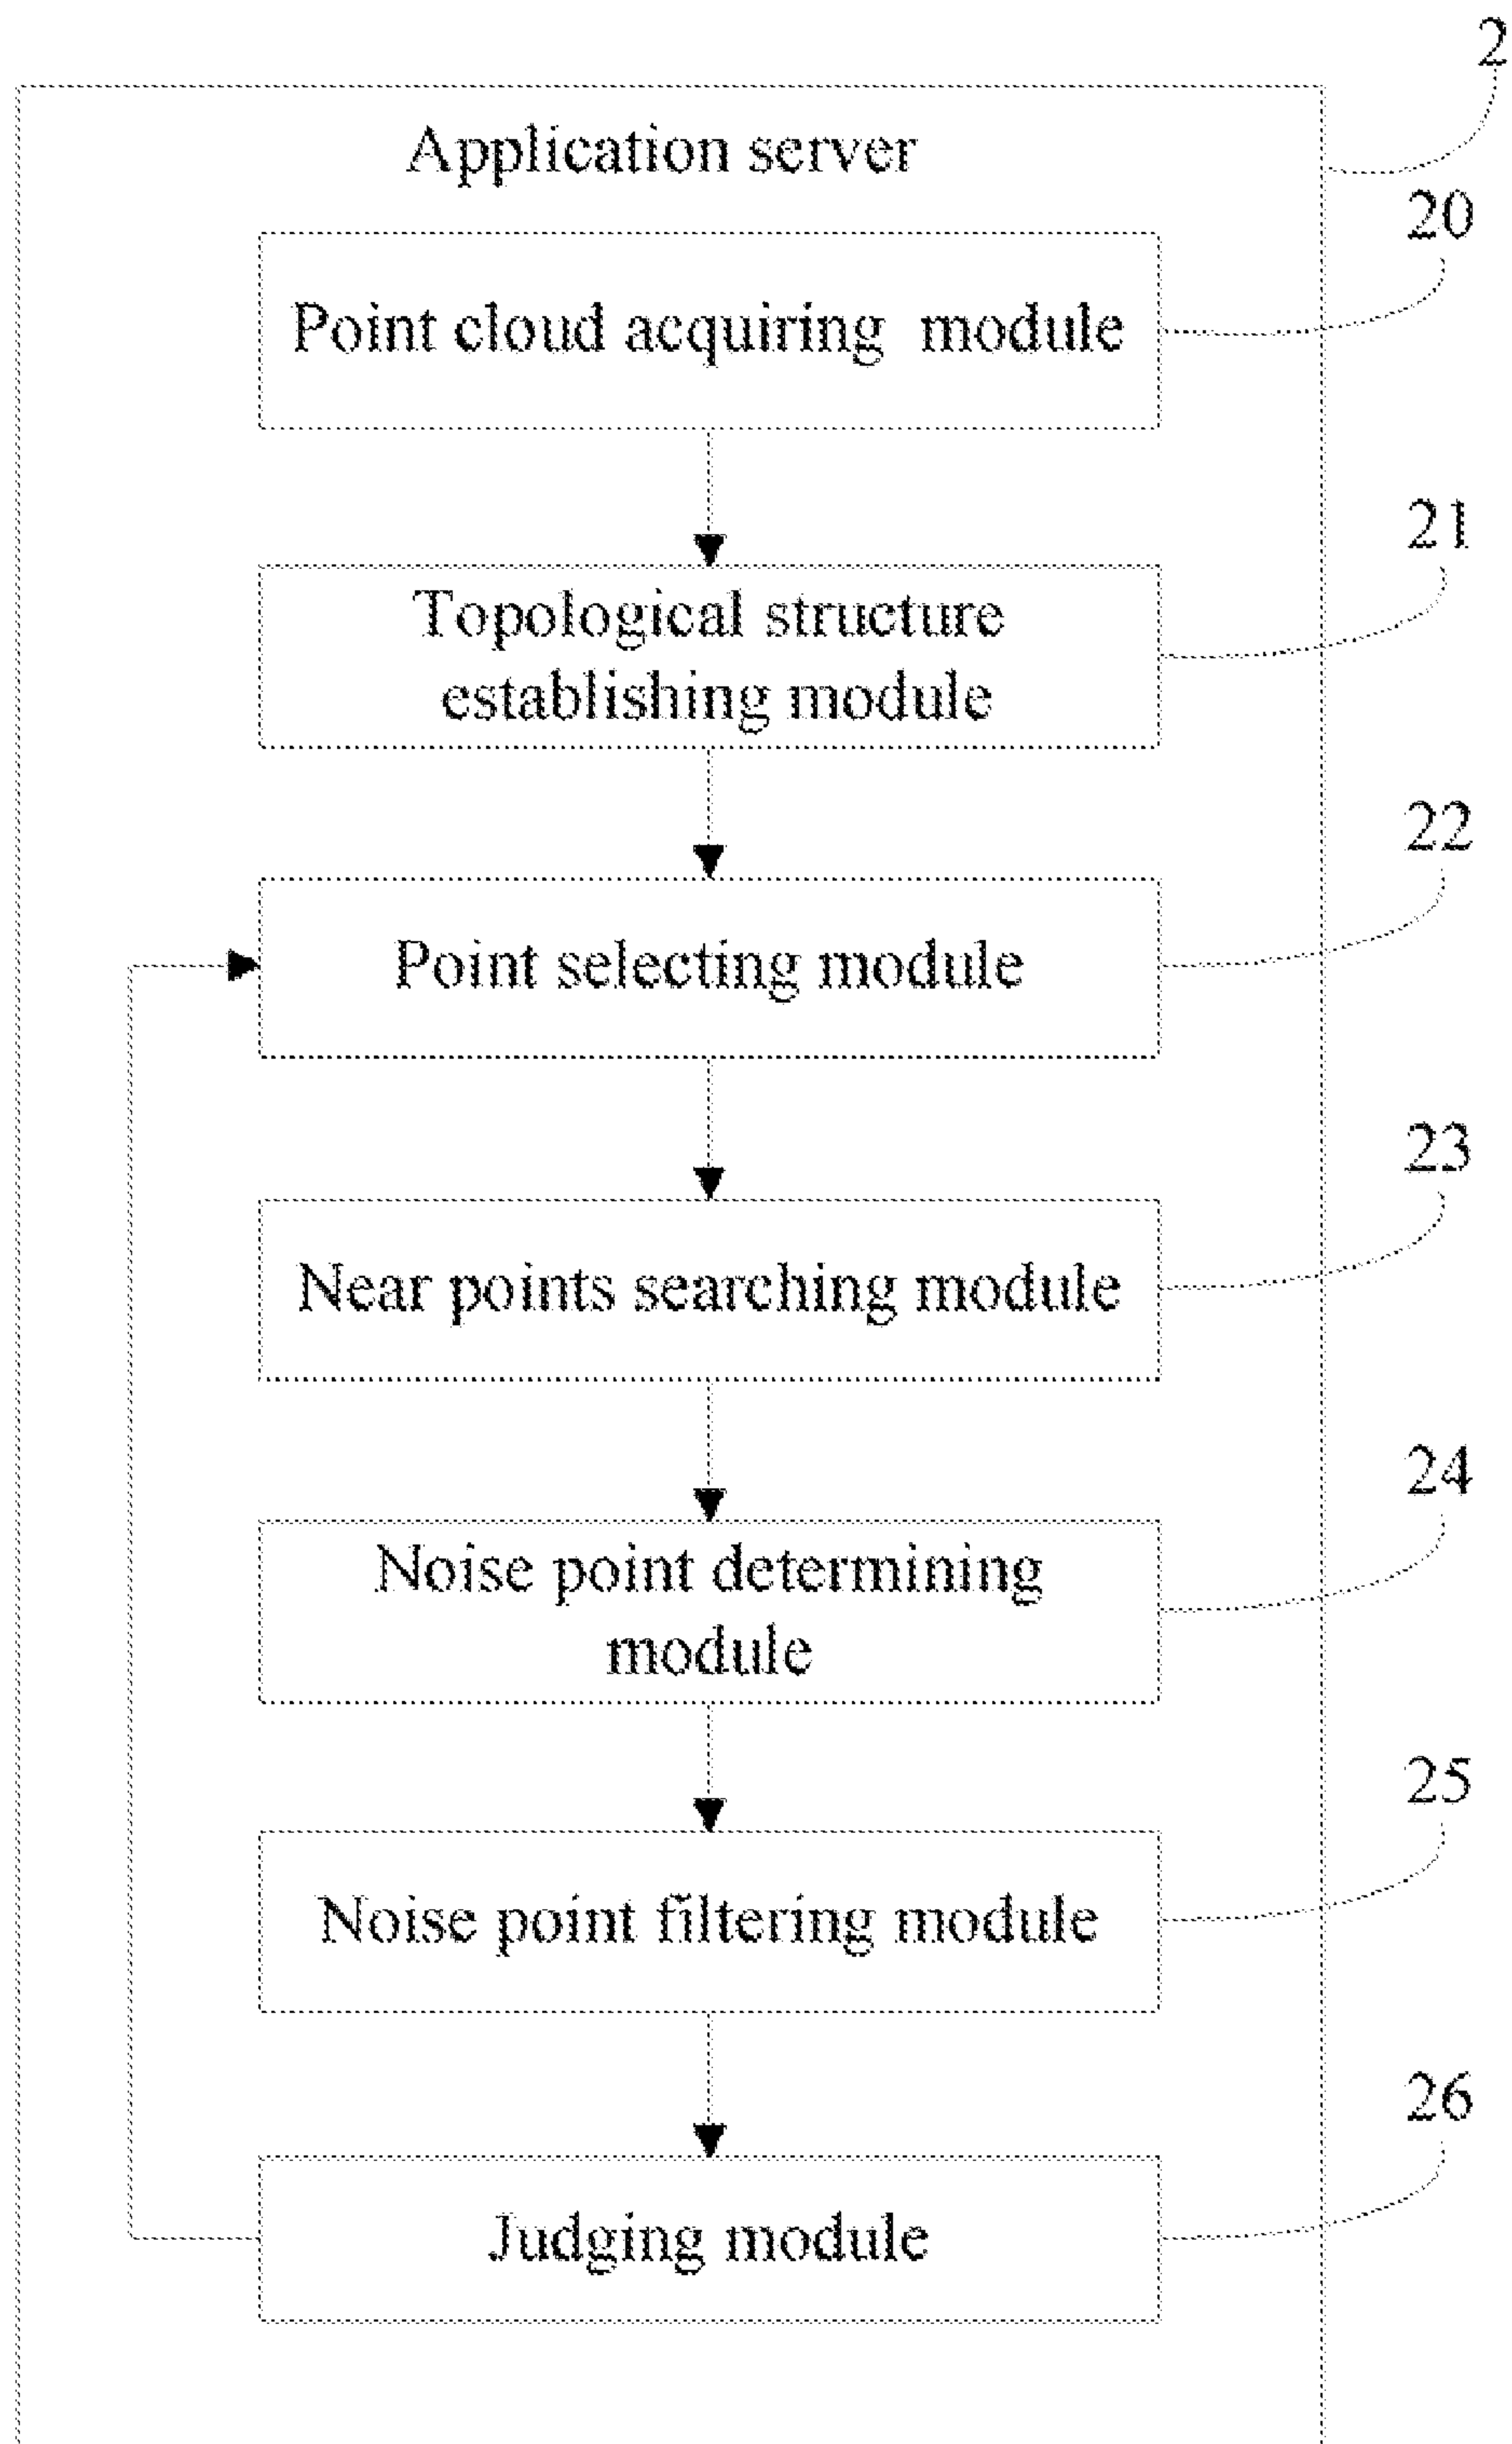 2
Application server
20
Point cloud acquiring module
21
Topological structure
establishing module
22
Point selecting module
23
Near points searching module
24
Noise point determining
module
25
Noise point filtering module
26
Judging module